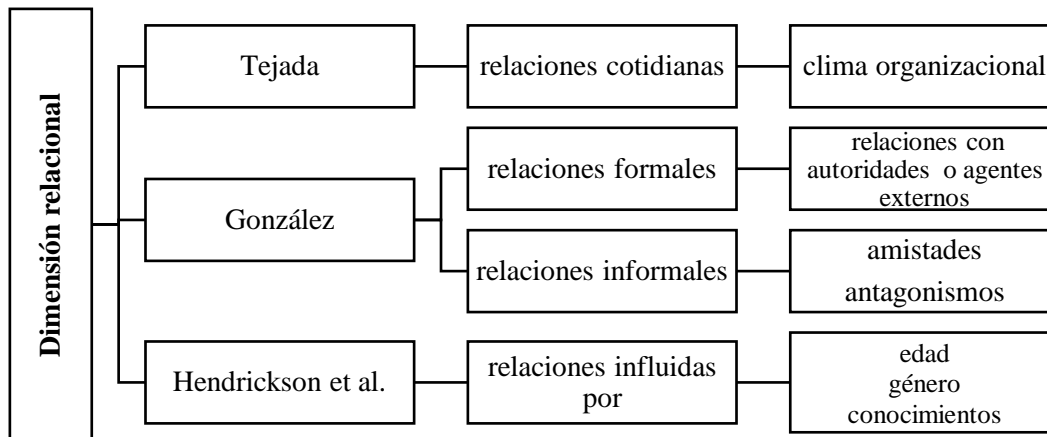 Dimensión relacional
Tejada
relaciones cotidianas
clima organizacional
González
relaciones formales
relaciones con
autoridades o agentes
externos
relaciones informales
amistades
antagonismos
Hendrickson et al.
relaciones influidas
por
edad
género
conocimientos